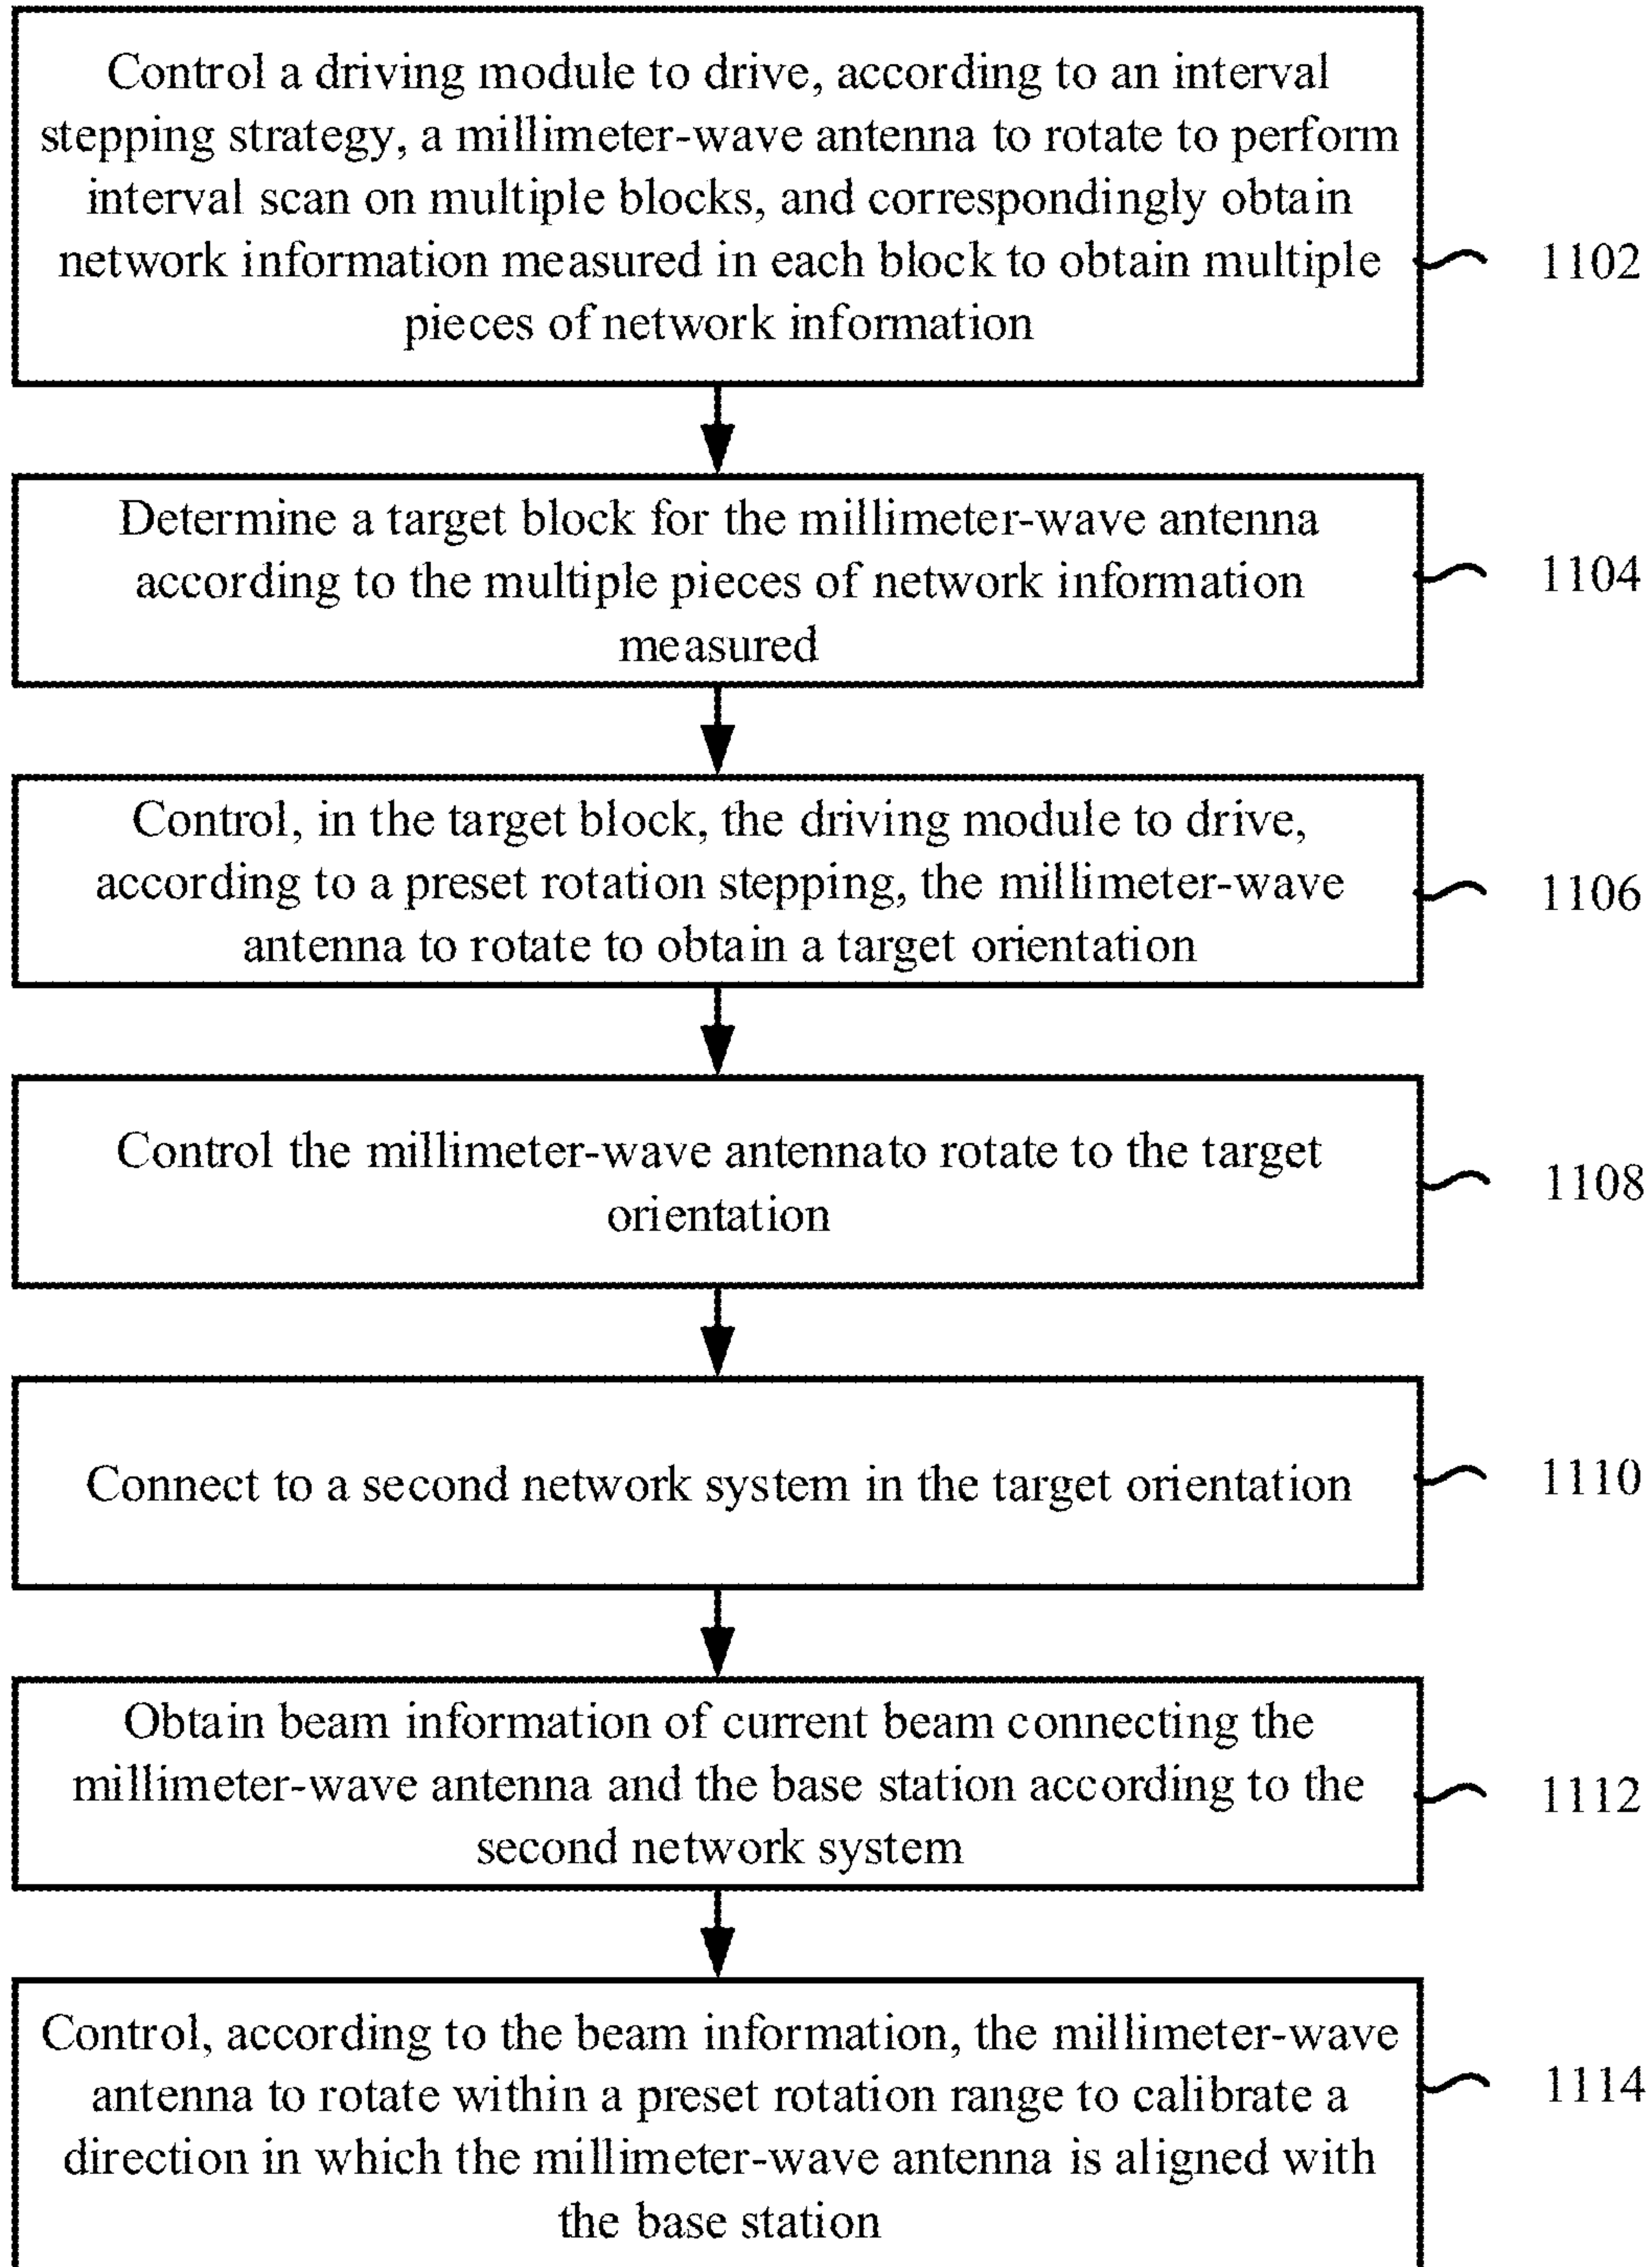 Control a driving module to drive, according to an interval
stepping strategy, a millimeter-wave antenna to rotate to perform
interval scan on multiple blocks, and correspondingly obtain
network information measured in each block to obtain multiple
pieces of network information
1102
Determine a target block for the millimeter-wave antenna
according to the multiple pieces of network information
measured
1104
Control, in the target block, the driving module to drive,
according to a preset rotation stepping, the millimeter-wave
antenna to rotate to obtain a target orientation
1106
Control the millimeter-wave antennato rotate to the target
orientation
1108
Connect to a second network system in the target orientation
1110
Obtain beam information of current beam connecting the
millimeter-wave antenna and the base station according to the
second network system
1112
Control, according to the beam information, the millimeter-wave
antenna to rotate within a preset rotation range to calibrate a
direction in which the millimeter-wave antenna is aligned with
the base station
1114